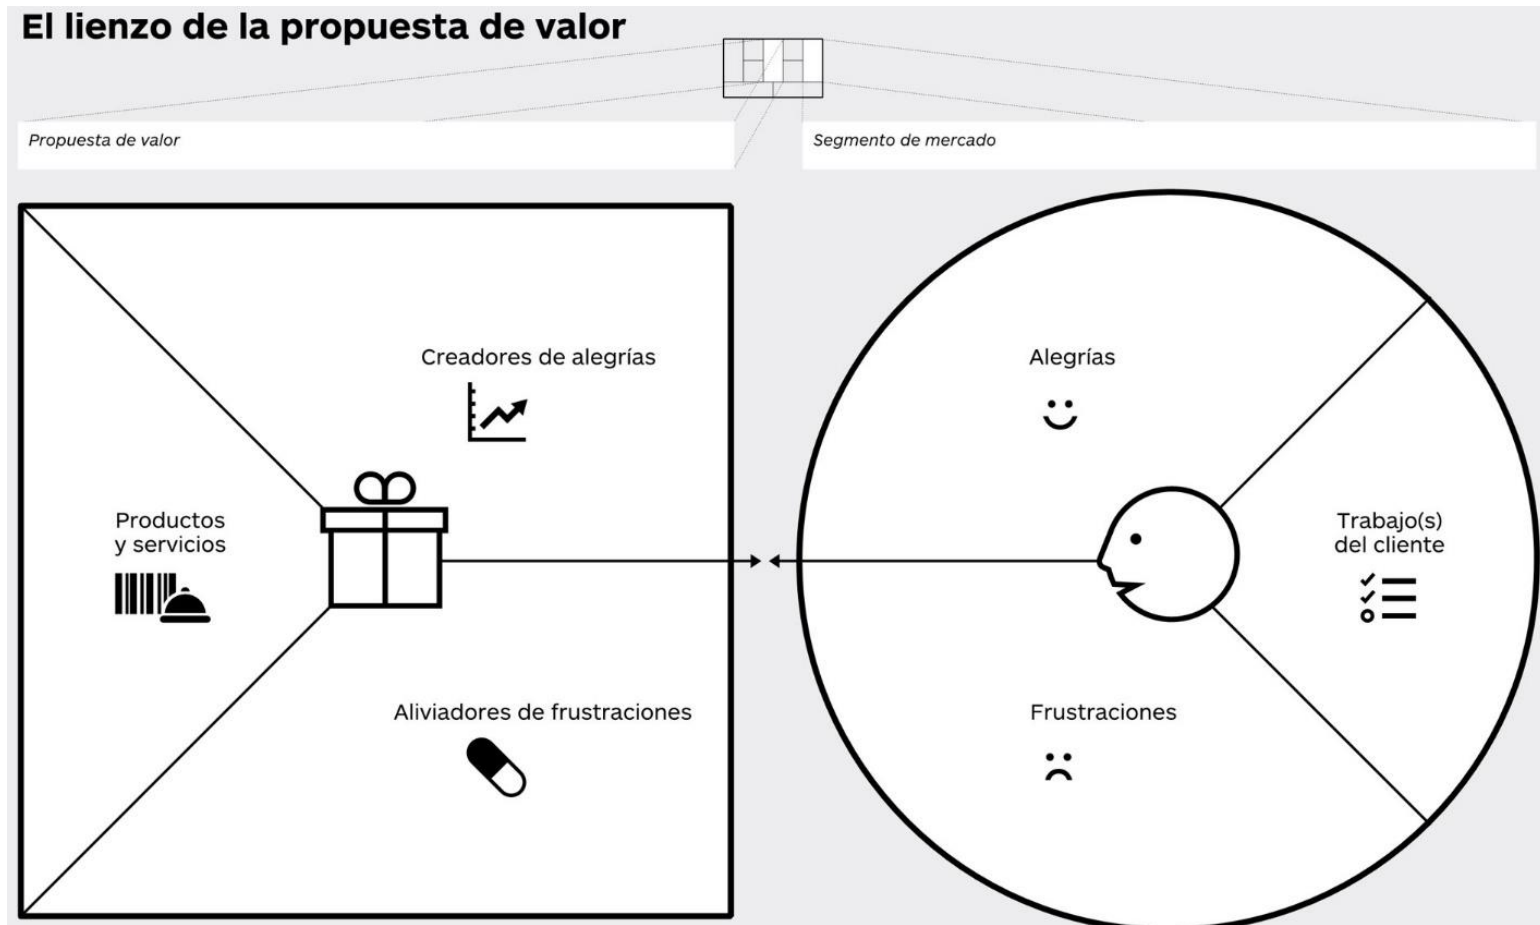 El lienzo de la propuesta de valor
Propuesta de valor
Segmento de mercado
Creadores de alegrías
Productos
y servicios
Aliviadores de frustraciones
Alegrías
Trabajo(s)
del cliente
Frustraciones